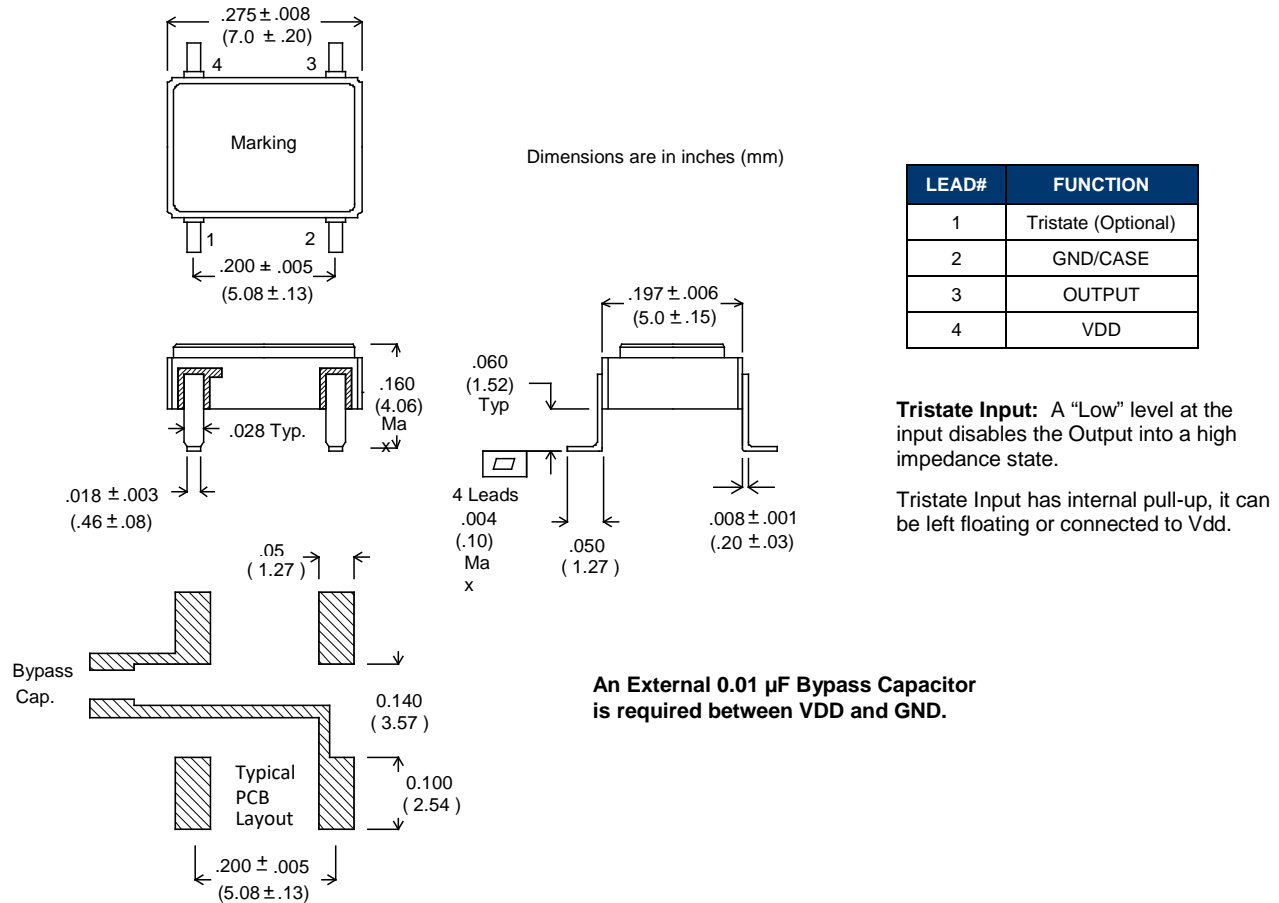 .275 ± .008
(7.0 ± .20)
4
3
Marking
1
2
.200 ± .005
(5.08 ± .13)
Dimensions are in inches (mm)
LEAD# FUNCTION
1 Tristate (Optional)
2 GND/CASE
3 OUTPUT
4 VDD
.160
(4.06)
Ma
x
.028 Typ.
.018 ± .003
(.46 ± .08)
.197 ± .006
(5.0 ± .15)
.060
(1.52)
Typ
4 Leads
.004
(.10)
Ma
x
.050
( 1.27 )
.008 ± .001
(.20 ± .03)
Tristate Input: A “Low” level at the
input disables the Output into a high
impedance state.
Tristate Input has internal pull-up, it can
be left floating or connected to Vdd.
.05
( 1.27 )
Bypass
Cap.
0.140
( 3.57 )
Typical
PCB
Layout
0.100
( 2.54 )
.200 ± .005
(5.08 ± .13)
An External 0.01 µF Bypass Capacitor
is required between VDD and GND.